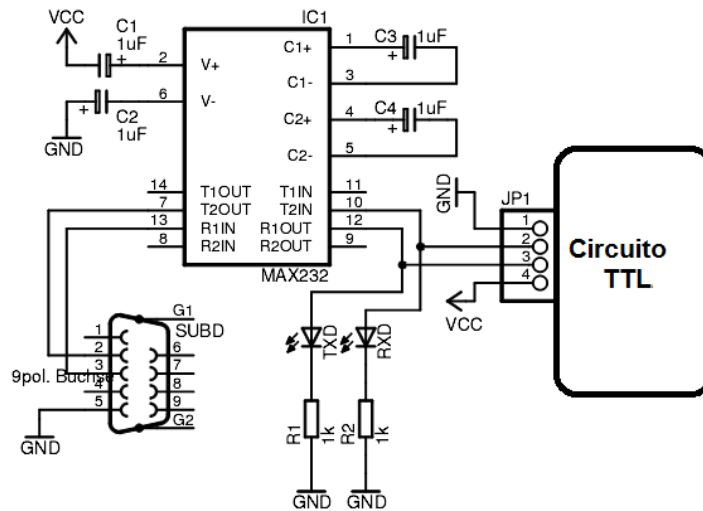 VCC
C1
1uF
+
GND
+
C2
1uF
IC1
2
V+
6
V-
C1+
1
C1-
3
C2+
4
C2-
5
C3
1uF
+
C4
1uF
+
14
T1OUT
T1IN
11
7
T2OUT
T2IN
10
13
R1IN
R1OUT
12
8
R2IN
R2OUT
9
MAX232
GND
JP1
1
2
3
4
VCC
Circuito
TTL
G1
SUBD
1
2
3
4
5
6
7
8
9
9pol. Buchse
G2
GND
TXD
RXD
R1
1k
R2
1k
GND
GND